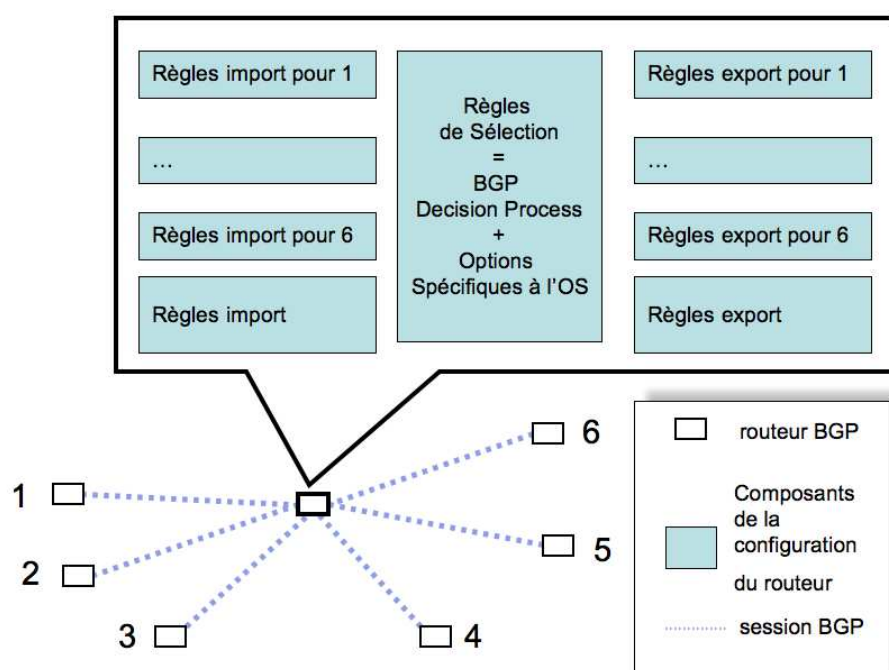 Règles import pour 1
...
Règles import pour 6
Règles import
Règles
de Sélection
=
BGP
Decision Process
+
Options
Spécifiques à l'OS
Règles export pour 1
...
Règles export pour 6
Règles export
1
2
3
4
5
6
routeur BGP
Composants
de la
configuration
du routeur
session BGP